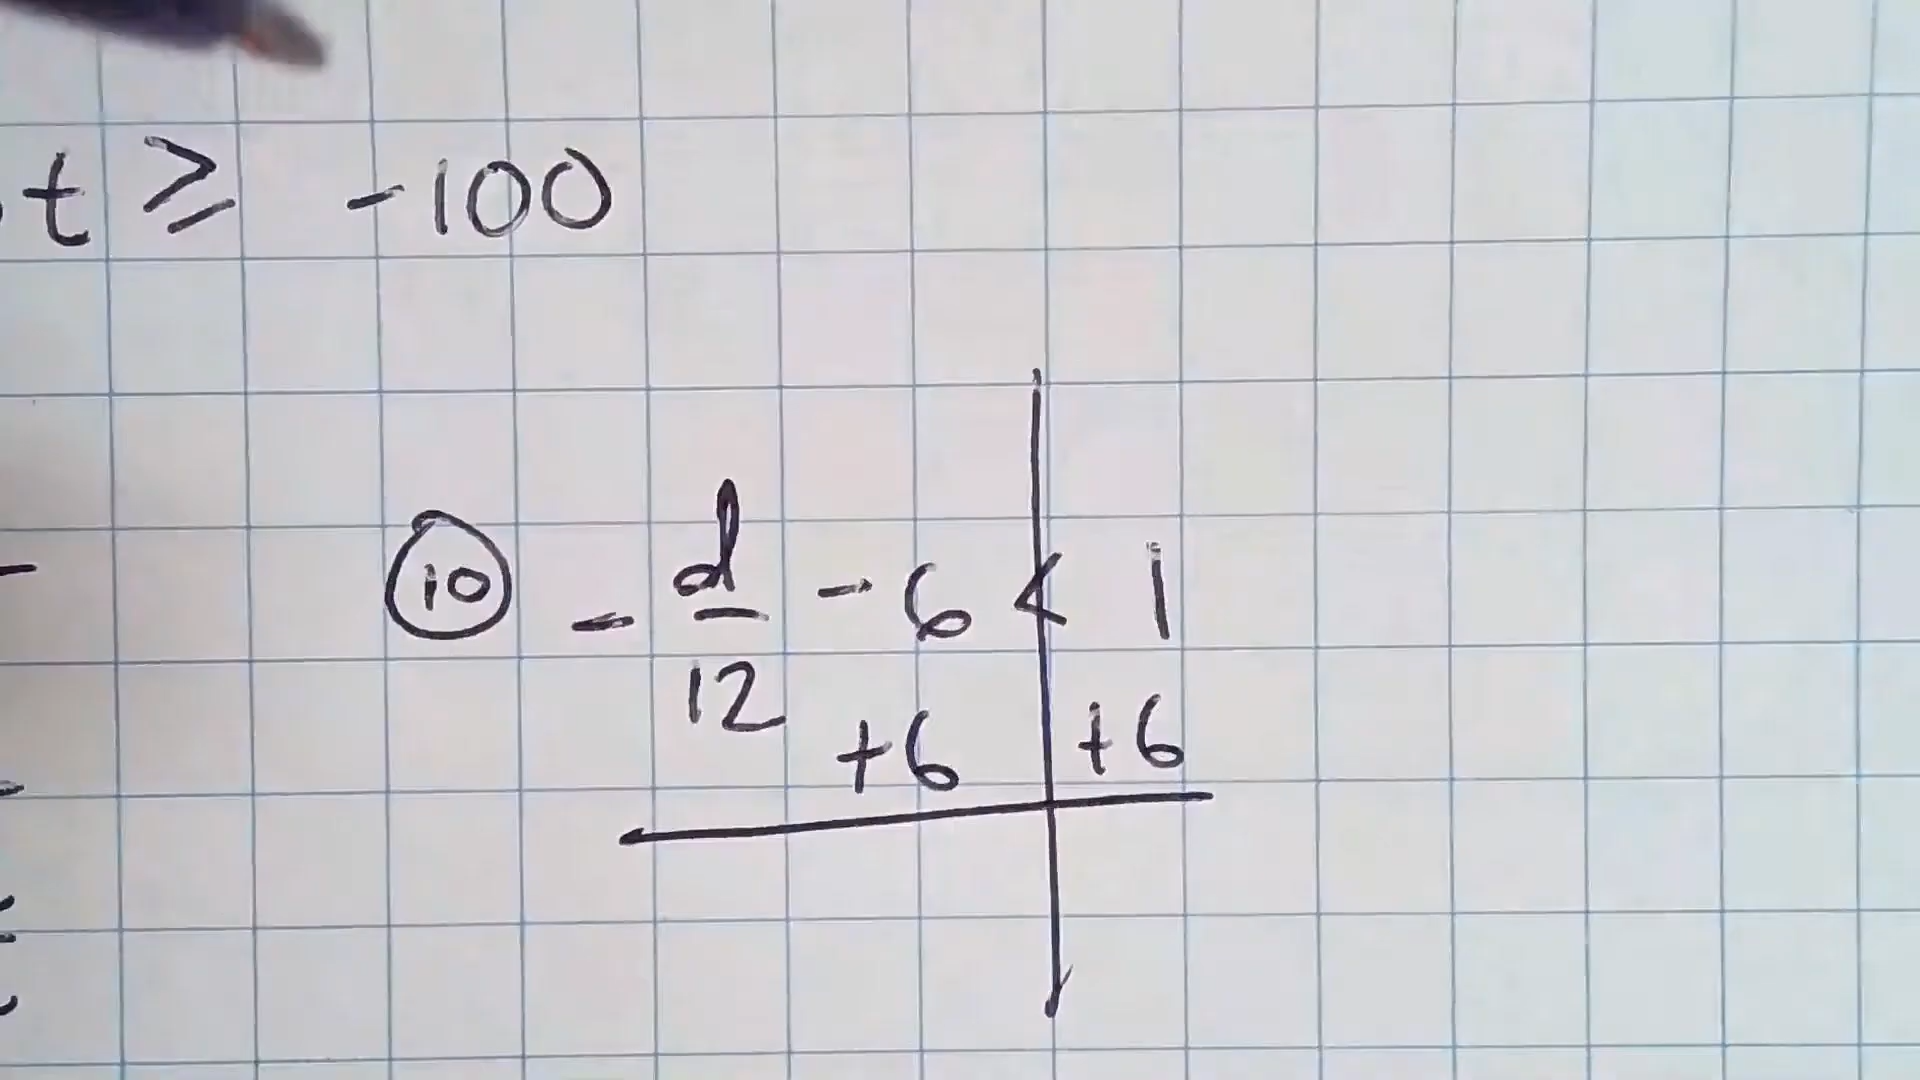 t ≥ -100
⑩ - d/12 - 6 < 1
+6 +6